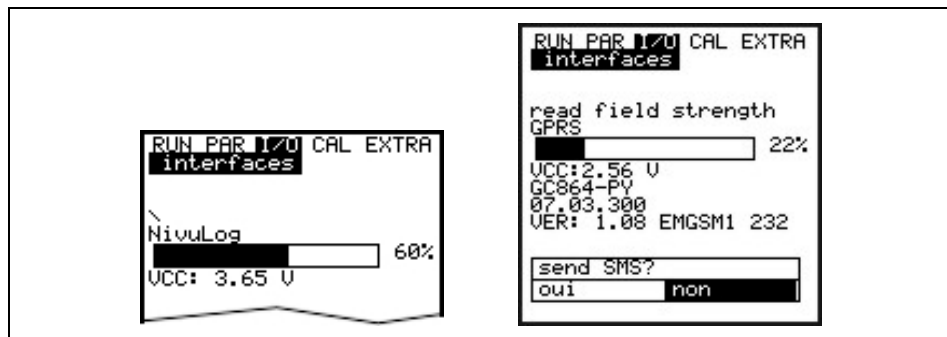 RUN PAR I/O CAL EXTRA
interfaces
NivuLog
60%
VCC: 3.65 V
RUN PAR I/O CAL EXTRA
interfaces
read field strength
GPRS
22%
VCC:2.56 V
GC864-PY
07.03.300
VER: 1.08 EMGSM1 232
send SMS?
oui non